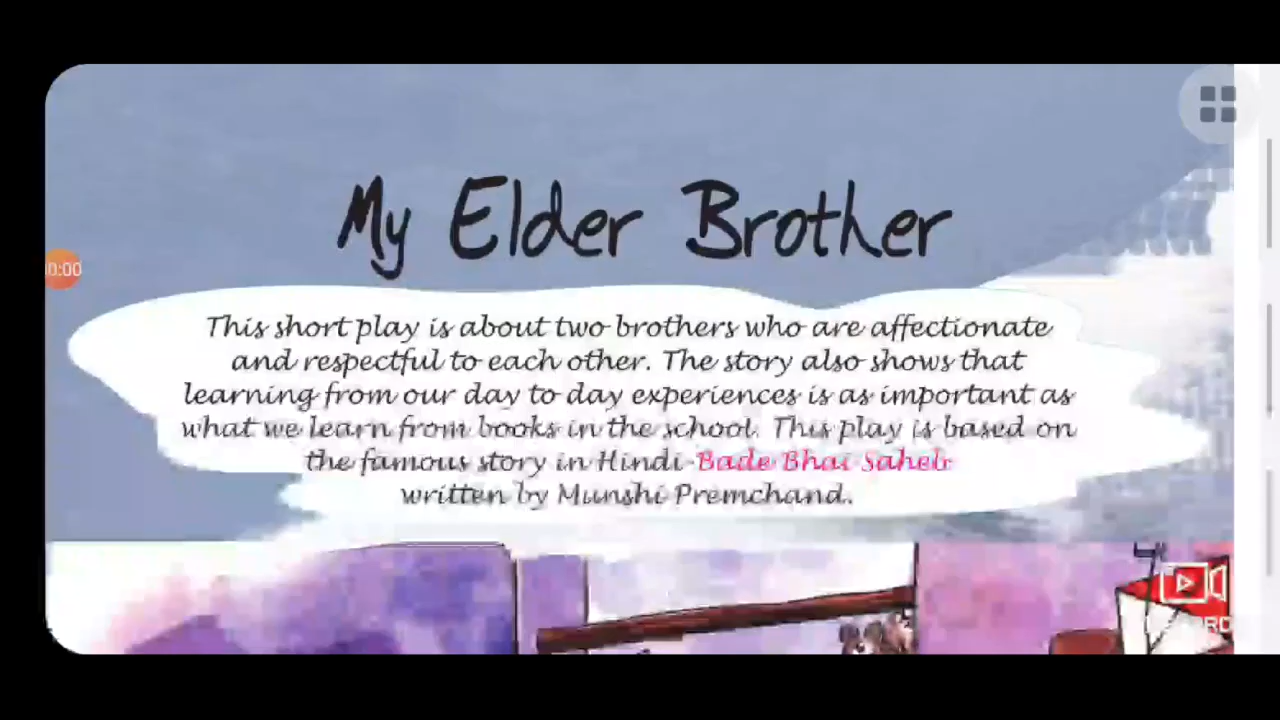 My Elder Brother
00:00
This short play is about two brothers who are affectionate
and respectful to each other. The story also shows that
learning from our day to day experiences is as important as
what we learn from books in the school. This play is based on
the famous story in Hindi-Bade Bhai Saheb
written by Munshi Premchand.